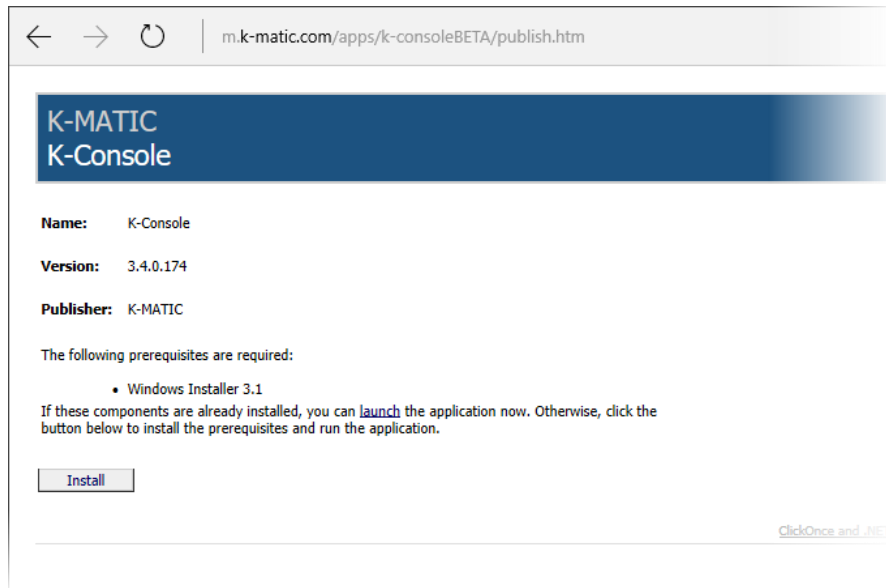 m.k-matic.com/apps/k-consoleBETA/publish.htm
K-MATIC
K-Console
Name: K-Console
Version: 3.4.0.174
Publisher: K-MATIC
The following prerequisites are required:
• Windows Installer 3.1
If these components are already installed, you can launch the application now. Otherwise, click the
button below to install the prerequisites and run the application.
Install
ClickOnce and .NE